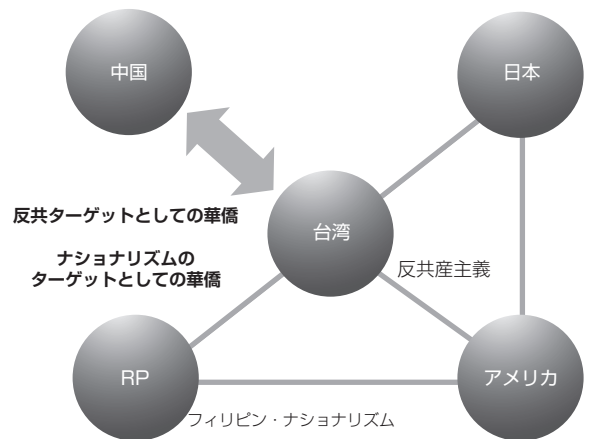 中国
日本
反共ターゲットとしての華僑
台湾
ナショナリズムの
ターゲットとしての華僑
反共産主義
RP
アメリカ
フィリピン・ナショナリズム